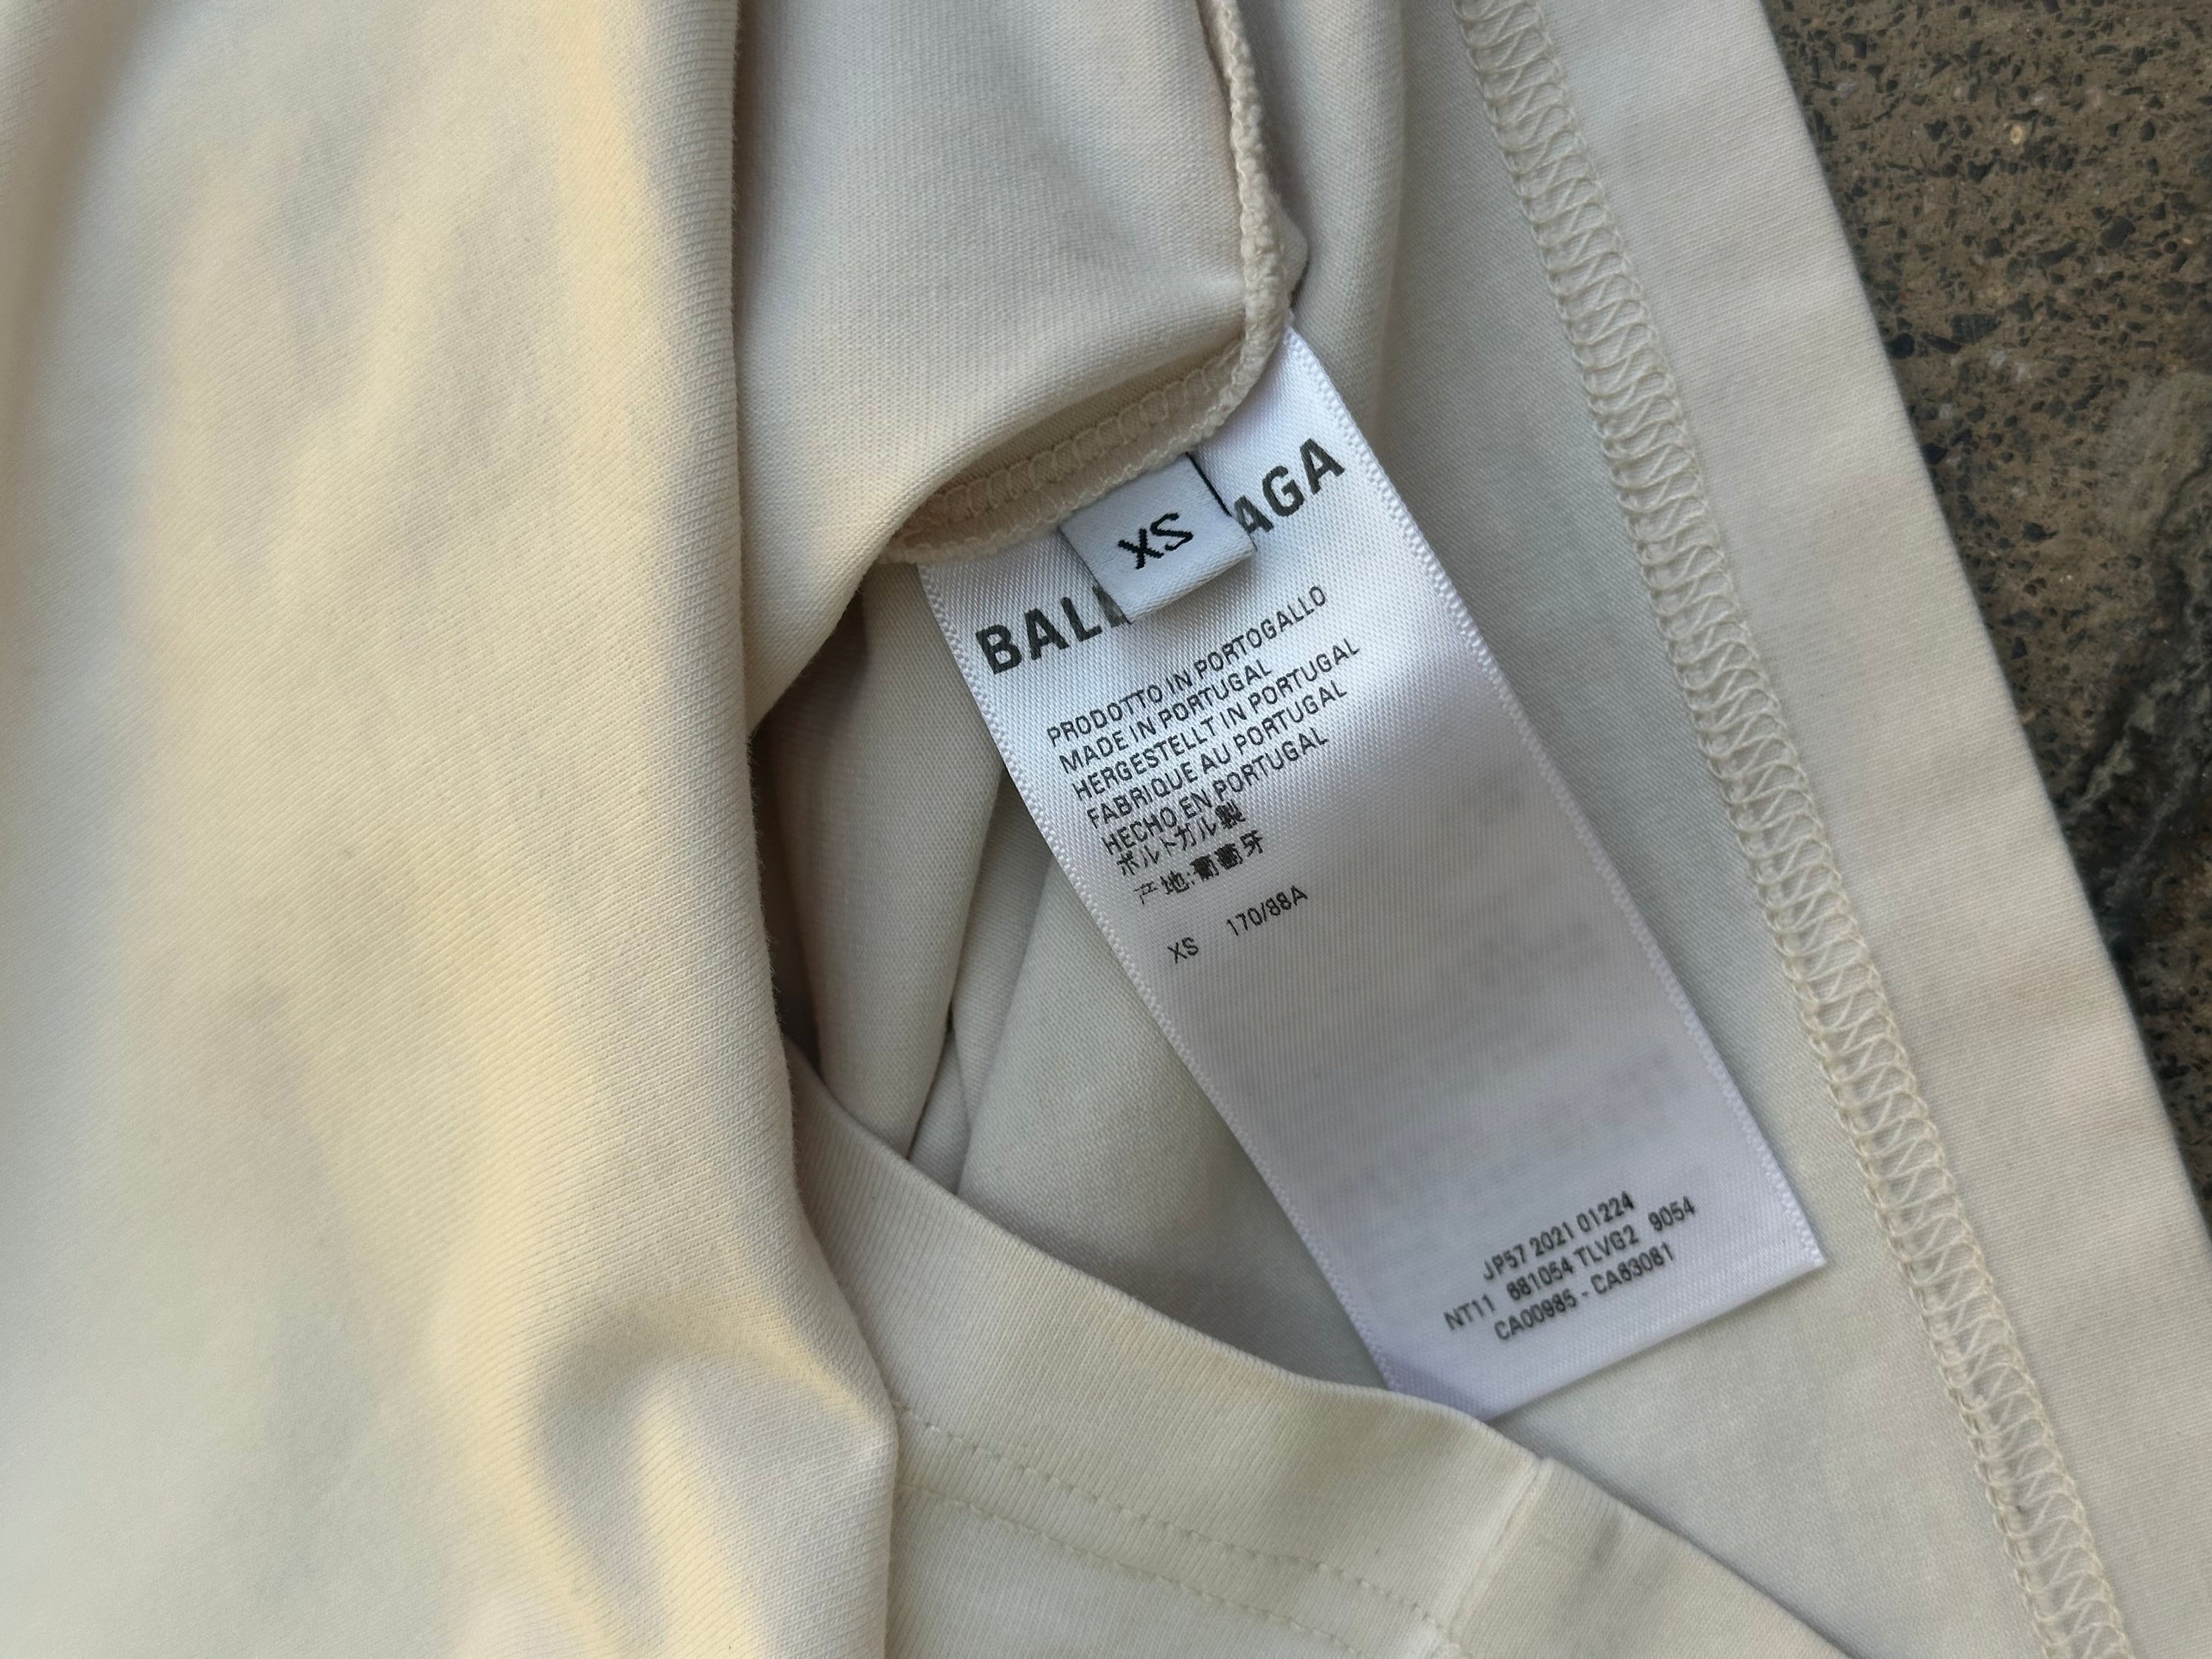 XS
BALE AGA
PRODOTTO IN PORTOGALLO
MADE IN PORTUGAL
HERGESTELLT IN PORTUGAL
FABRIQUE AU PORTUGAL
HECHO EN PORTUGAL
ポルトガル製
产地:葡萄牙
XS 170/88A
JP57 2021 01224
NT11 681054 TLVG2 9054
CA00985 - CA83081